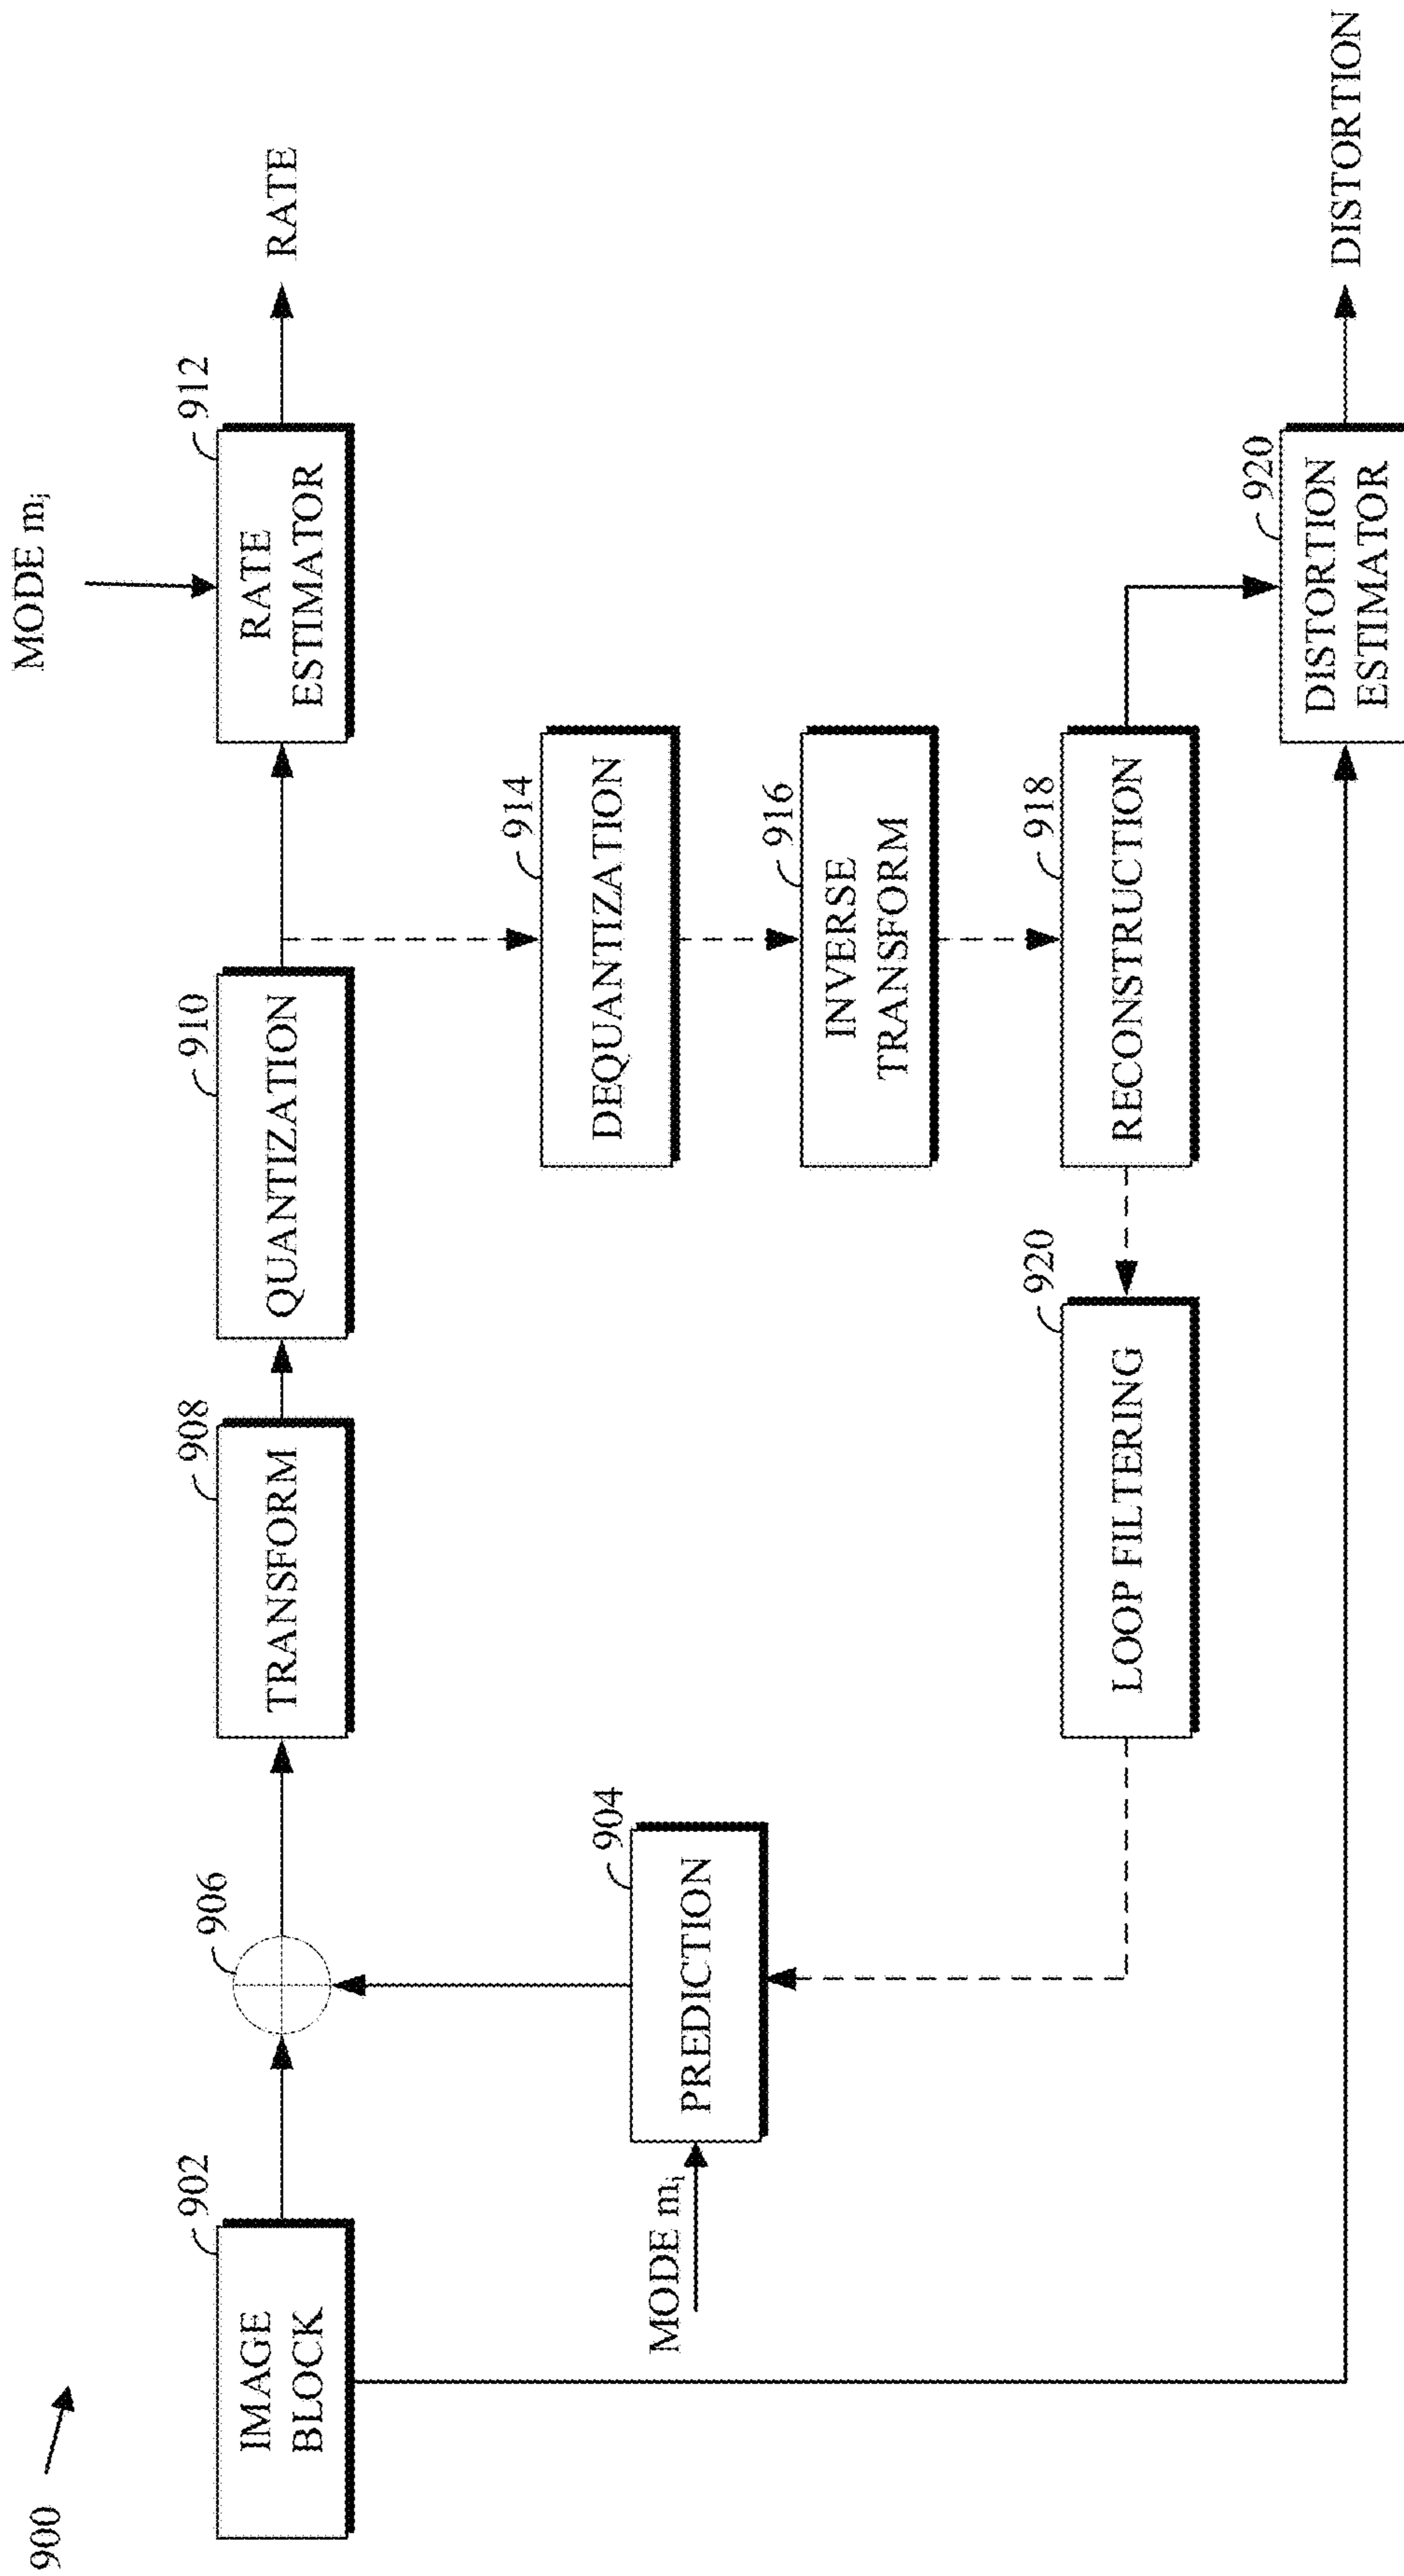 900
MODE mᵢ
902
IMAGE
BLOCK
906
908
TRANSFORM
910
QUANTIZATION
912
RATE
ESTIMATOR
RATE
MODE mᵢ
904
PREDICTION
914
DEQUANTIZATION
916
INVERSE
TRANSFORM
920
LOOP FILTERING
918
RECONSTRUCTION
920
DISTORTION
ESTIMATOR
DISTORTION